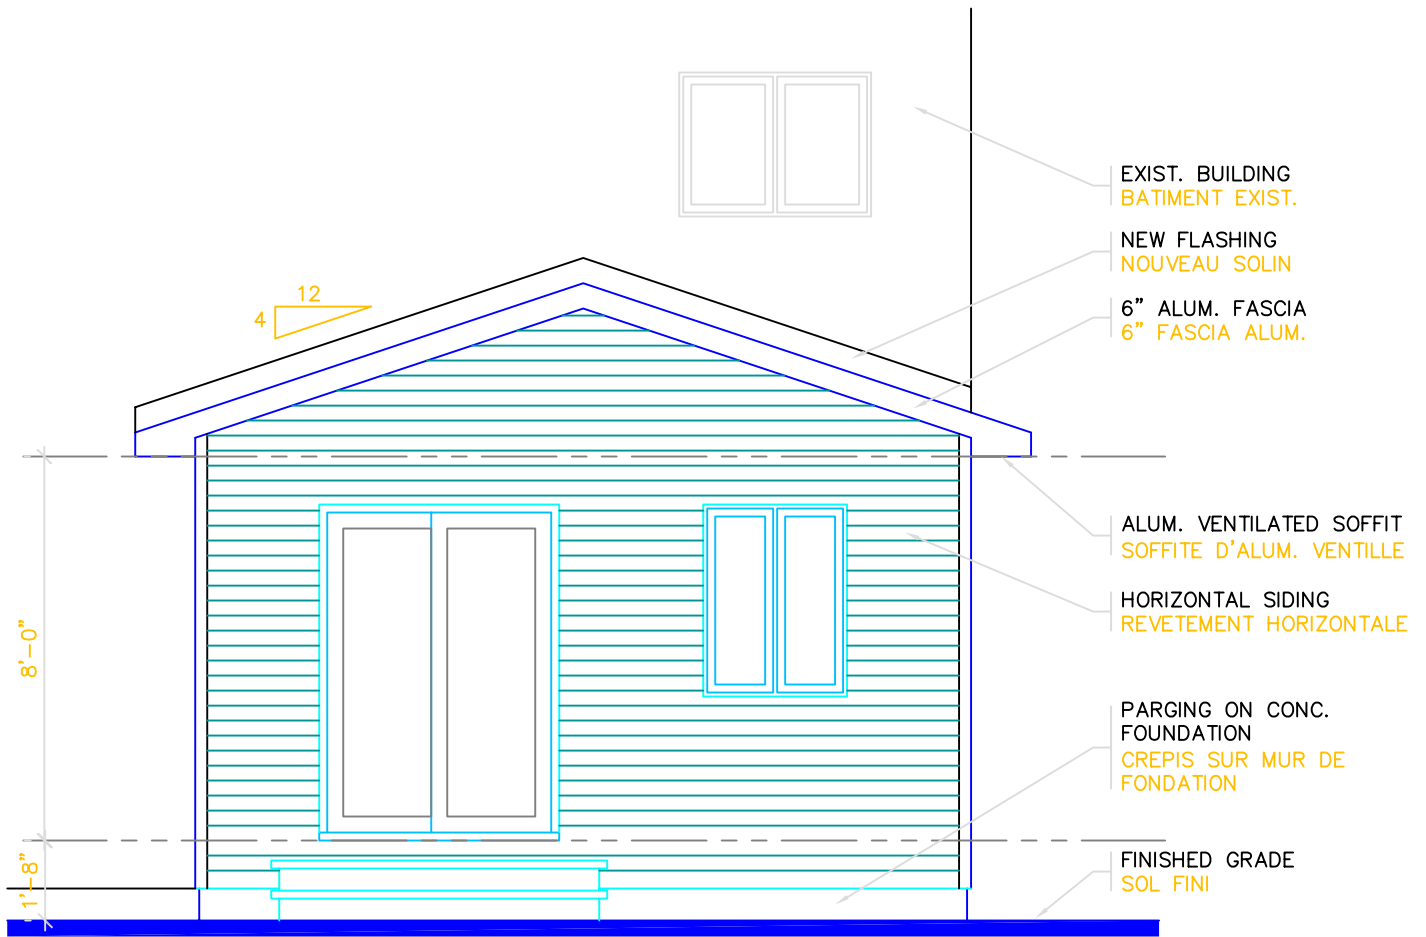 EXIST. BUILDING
BATIMENT EXIST.
NEW FLASHING
NOUVEAU SOLIN
12
4
6" ALUM. FASCIA
6" FASCIA ALUM.
ALUM. VENTILATED SOFFIT
SOFFITE D'ALUM. VENTILLE
HORIZONTAL SIDING
REVETEMENT HORIZONTALE
8'-0"
PARGING ON CONC.
FOUNDATION
CREPIS SUR MUR DE
FONDATION
1'-8"
FINISHED GRADE
SOL FINI